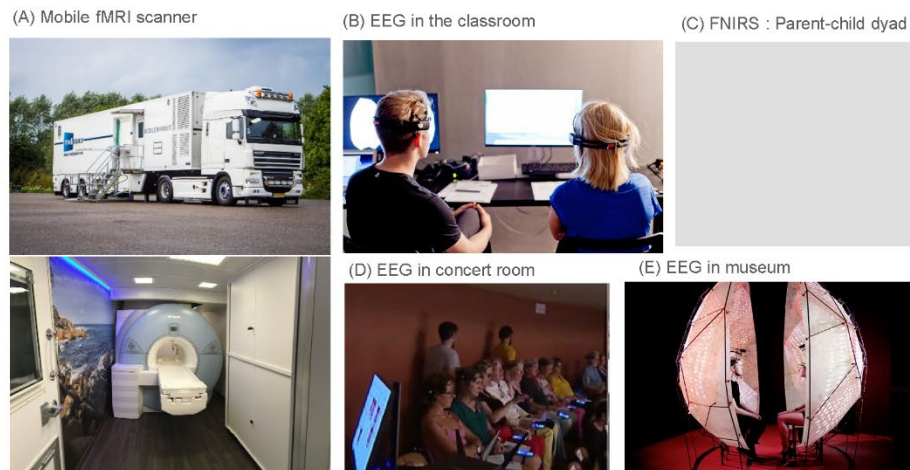 (A) Mobile fMRI scanner
(B) EEG in the classroom
(C) FNIRS : Parent-child dyad
(D) EEG in concert room
(E) EEG in museum